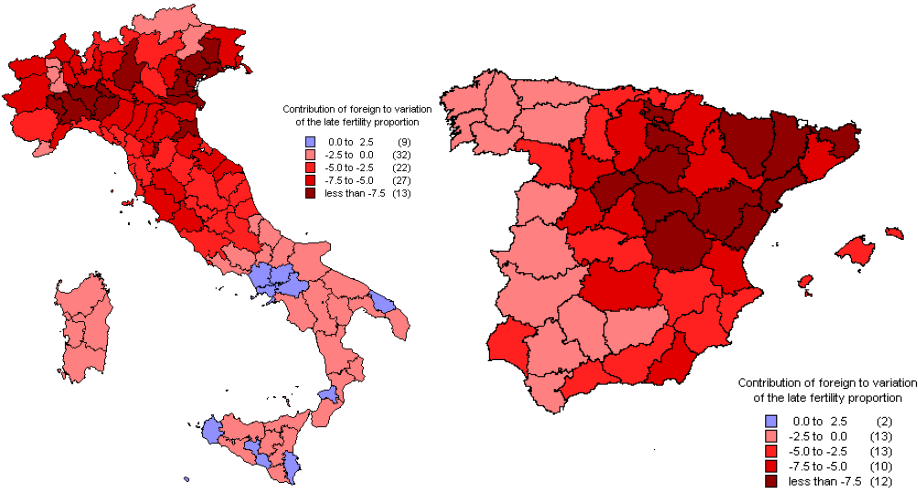 Contribution of foreign to variation
of the late fertility proportion
0.0 to 2.5 (9)
-2.5 to 0.0 (32)
-5.0 to -2.5 (22)
-7.5 to -5.0 (27)
less than -7.5 (13)
Contribution of foreign to variation
of the late fertility proportion
0.0 to 2.5 (2)
-2.5 to 0.0 (13)
-5.0 to -2.5 (13)
-7.5 to -5.0 (10)
less than -7.5 (12)